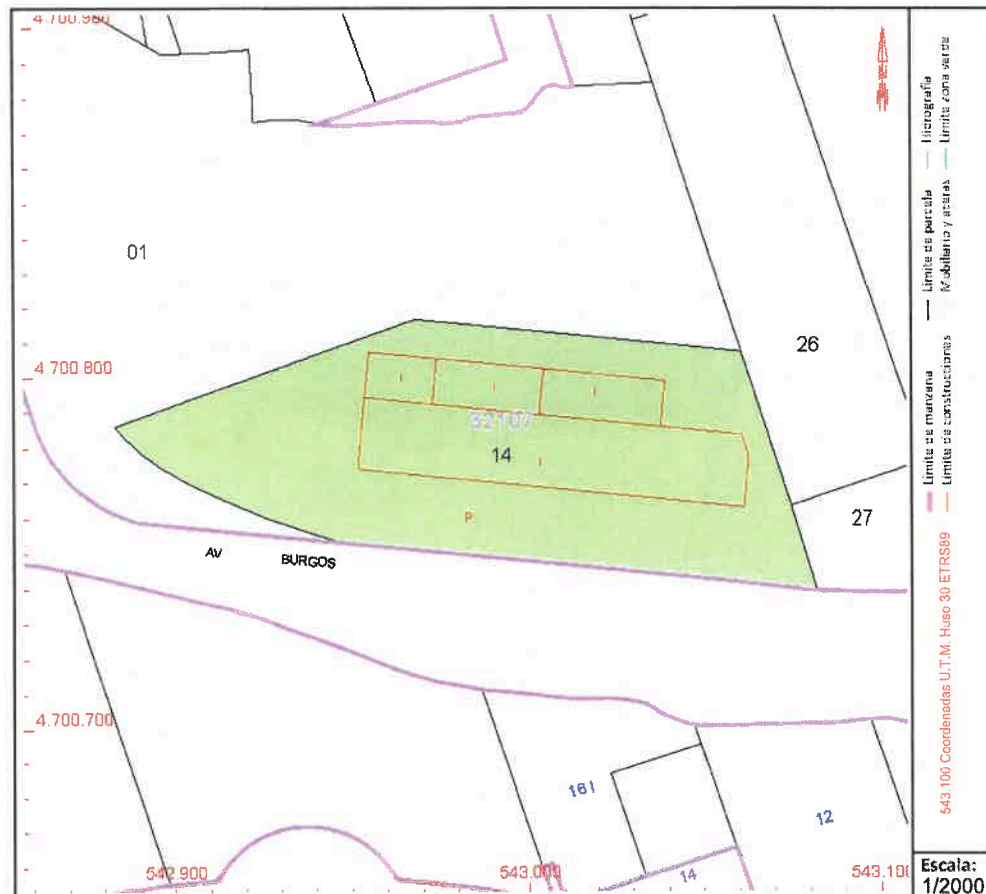 4.700.900
01
26
4.700.800
I
I
I
32107
14
I
27
P
AV
BURGOS
4.700.700
161
12
14
542.900
543.000
543.100
Límite de manzana
Límite de parcela
Hidrografía
Límite de construcciones
Mobiliario y aceras
Límite zona verde
543.100 Coordenadas U.T.M. Huso 30 ETRS89
Escala:
1/2000